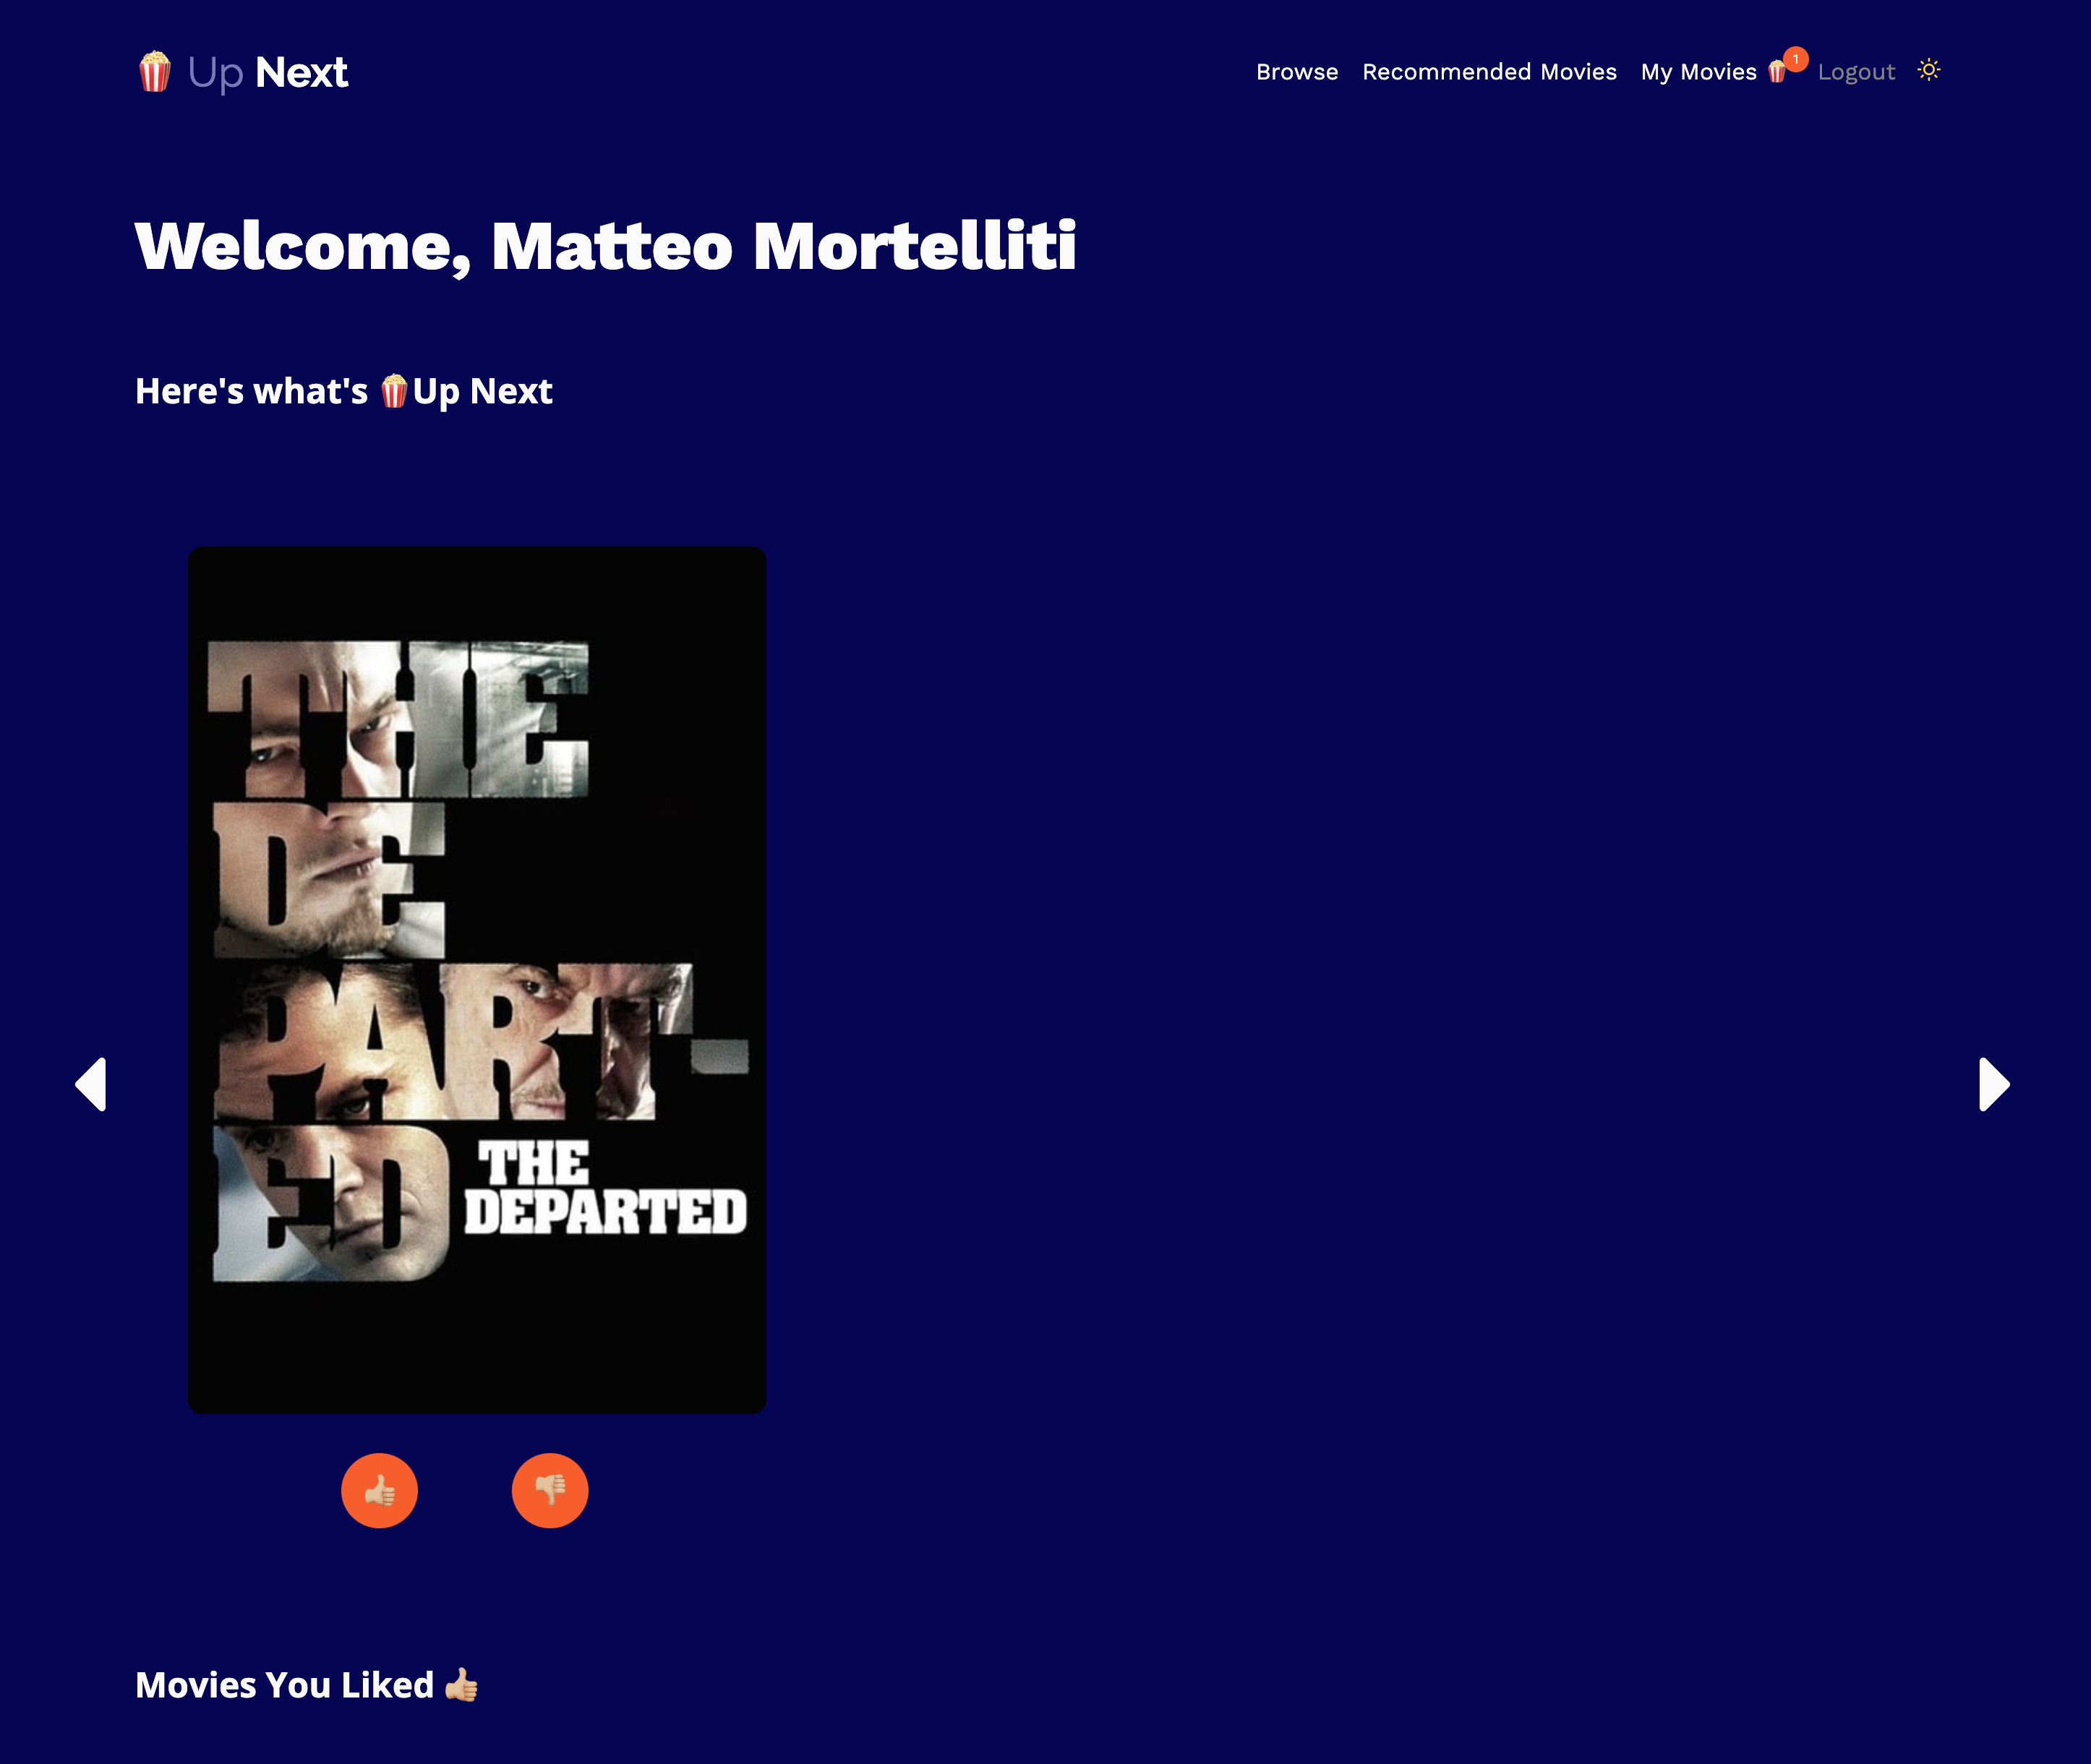 Up Next
Browse
Recommended Movies
My Movies
1
Logout
Welcome, Matteo Mortelliti
Here's what's Up Next
THE
DE
PART-
ED
THE
DEPARTED
Movies You Liked